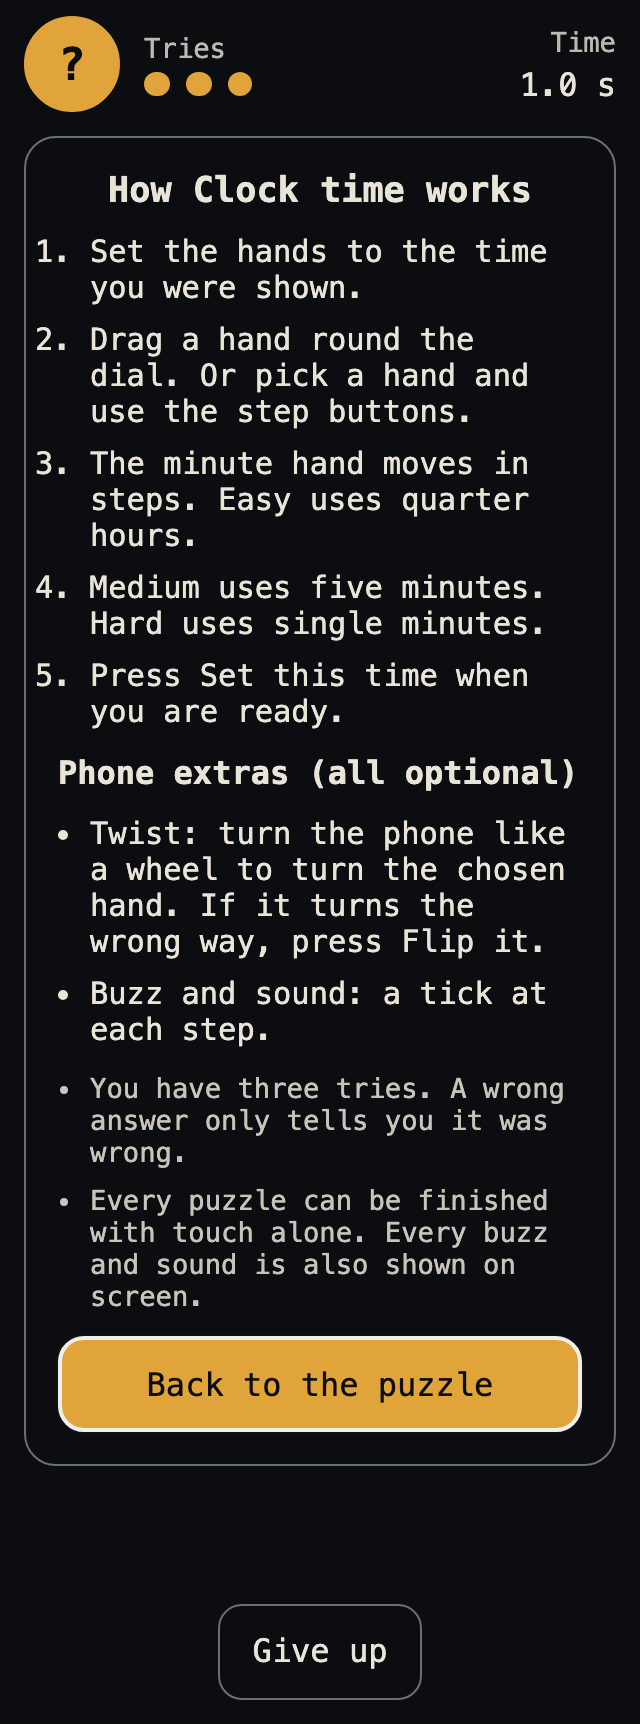 ?
Tries
Time
1.0 s
How Clock time works
1. Set the hands to the time
you were shown.
2. Drag a hand round the
dial. Or pick a hand and
use the step buttons.
3. The minute hand moves in
steps. Easy uses quarter
hours.
4. Medium uses five minutes.
Hard uses single minutes.
5. Press Set this time when
you are ready.
Phone extras (all optional)
• Twist: turn the phone like
a wheel to turn the chosen
hand. If it turns the
wrong way, press Flip it.
• Buzz and sound: a tick at
each step.
• You have three tries. A wrong
answer only tells you it was
wrong.
• Every puzzle can be finished
with touch alone. Every buzz
and sound is also shown on
screen.
Back to the puzzle
Give up